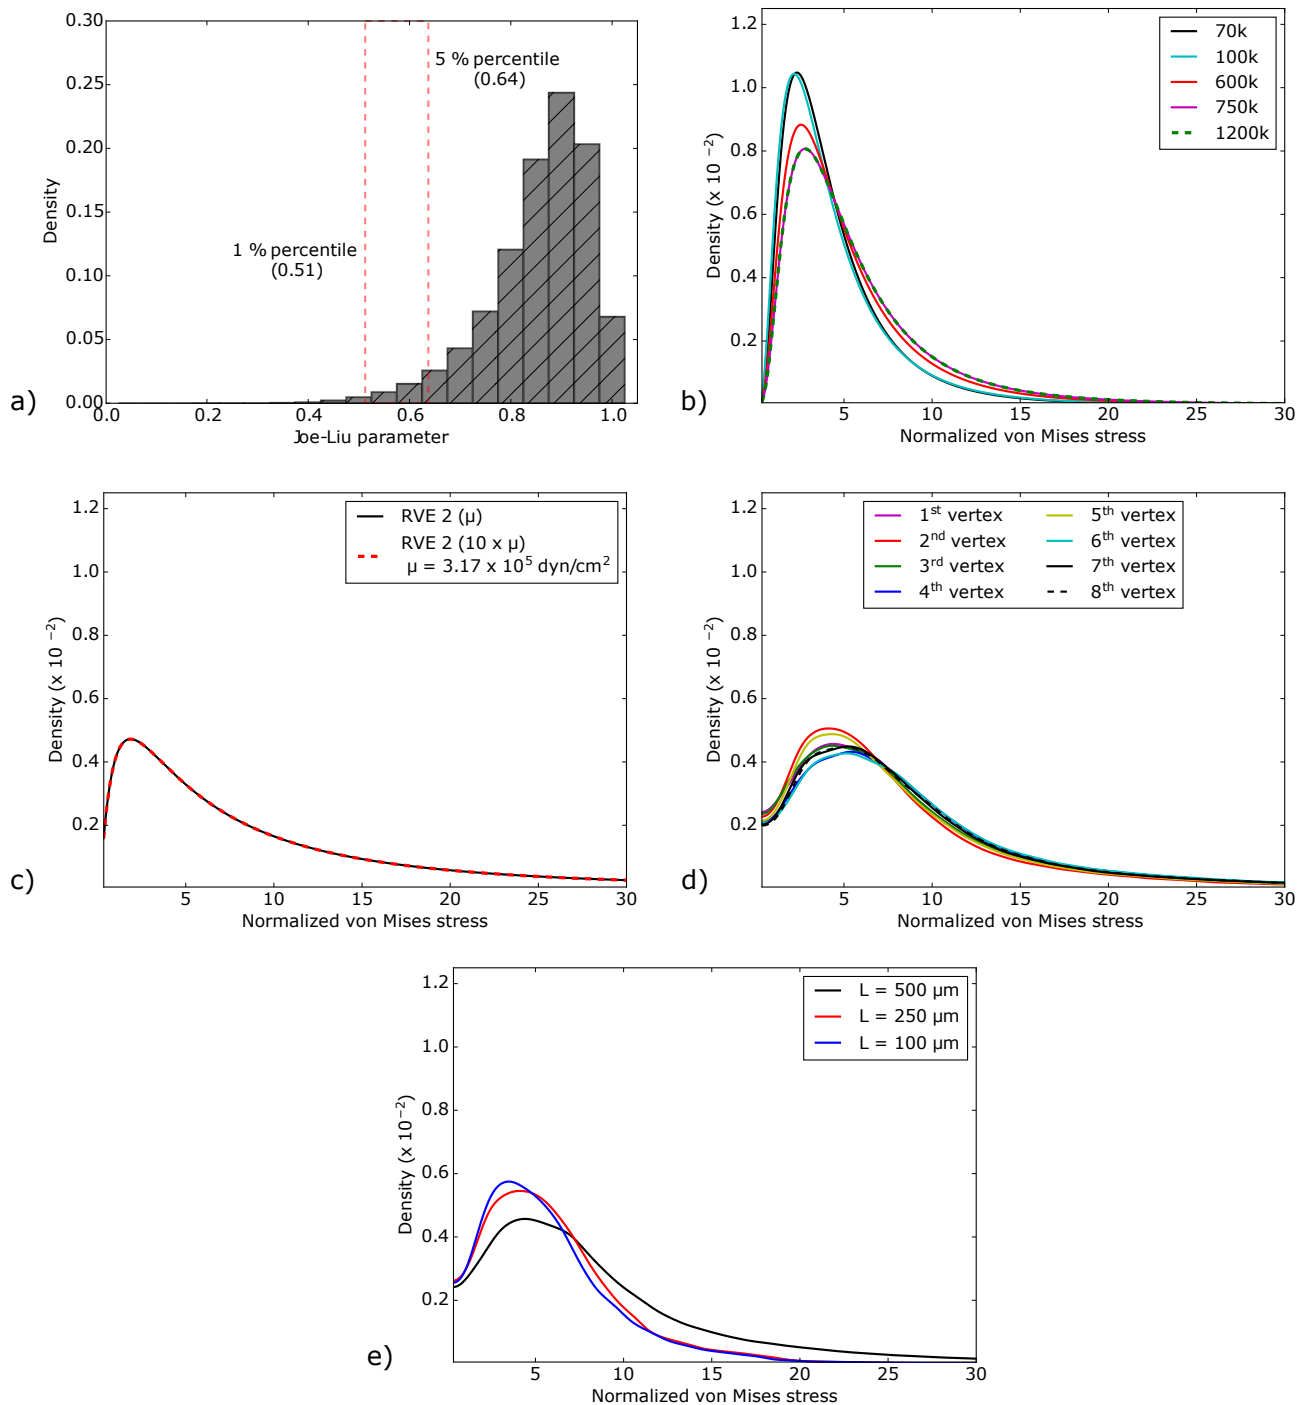 0.30
0.25
0.20
0.15
0.10
0.05
0.00
Density
5 % percentile
(0.64)
1 % percentile
(0.51)
0.0
0.2
0.4
0.6
0.8
1.0
Joe-Liu parameter
a)
1.2
1.0
0.8
0.6
0.4
0.2
Density (x 10 ⁻²)
70k
100k
600k
750k
1200k
5
10
15
20
25
30
Normalized von Mises stress
b)
1.2
1.0
0.8
0.6
0.4
0.2
Density (x 10 ⁻²)
RVE 2 (μ)
RVE 2 (10 x μ)
μ = 3.17 x 10⁵ dyn/cm²
5
10
15
20
25
30
Normalized von Mises stress
c)
1.2
1.0
0.8
0.6
0.4
0.2
Density (x 10 ⁻²)
1ˢᵗ vertex
2ⁿᵈ vertex
3ʳᵈ vertex
4ᵗʰ vertex
5ᵗʰ vertex
6ᵗʰ vertex
7ᵗʰ vertex
8ᵗʰ vertex
5
10
15
20
25
30
Normalized von Mises stress
d)
1.2
1.0
0.8
0.6
0.4
0.2
Density (x 10⁻²)
L = 500 μm
L = 250 μm
L = 100 μm
5
10
15
20
25
30
Normalized von Mises stress
e)